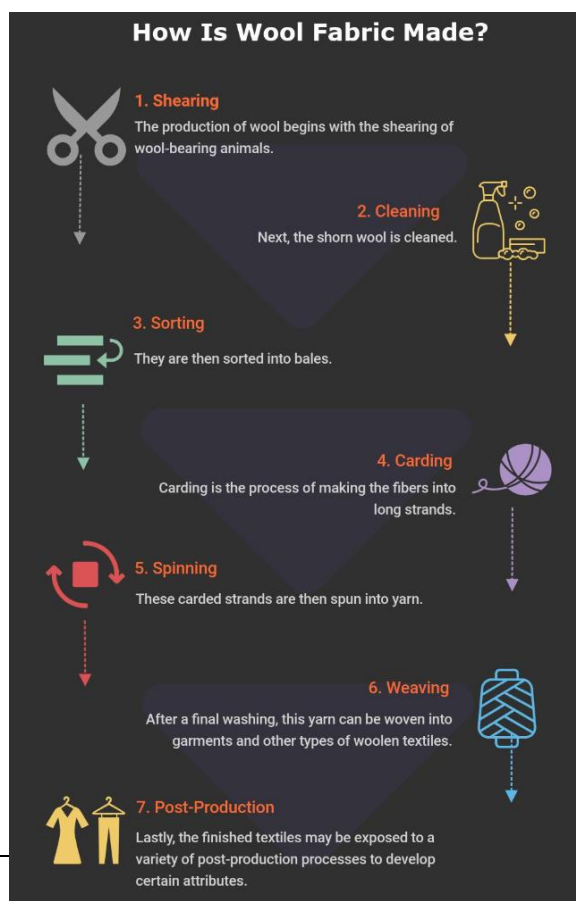 How Is Wool Fabric Made?
1. Shearing
The production of wool begins with the shearing of
wool-bearing animals.
2. Cleaning
Next, the shorn wool is cleaned.
3. Sorting
They are then sorted into bales.
4. Carding
Carding is the process of making the fibers into
long strands.
5. Spinning
These carded strands are then spun into yarn.
6. Weaving
After a final washing, this yarn can be woven into
garments and other types of woolen textiles.
7. Post-Production
Lastly, the finished textiles may be exposed to a
variety of post-production processes to develop
certain attributes.